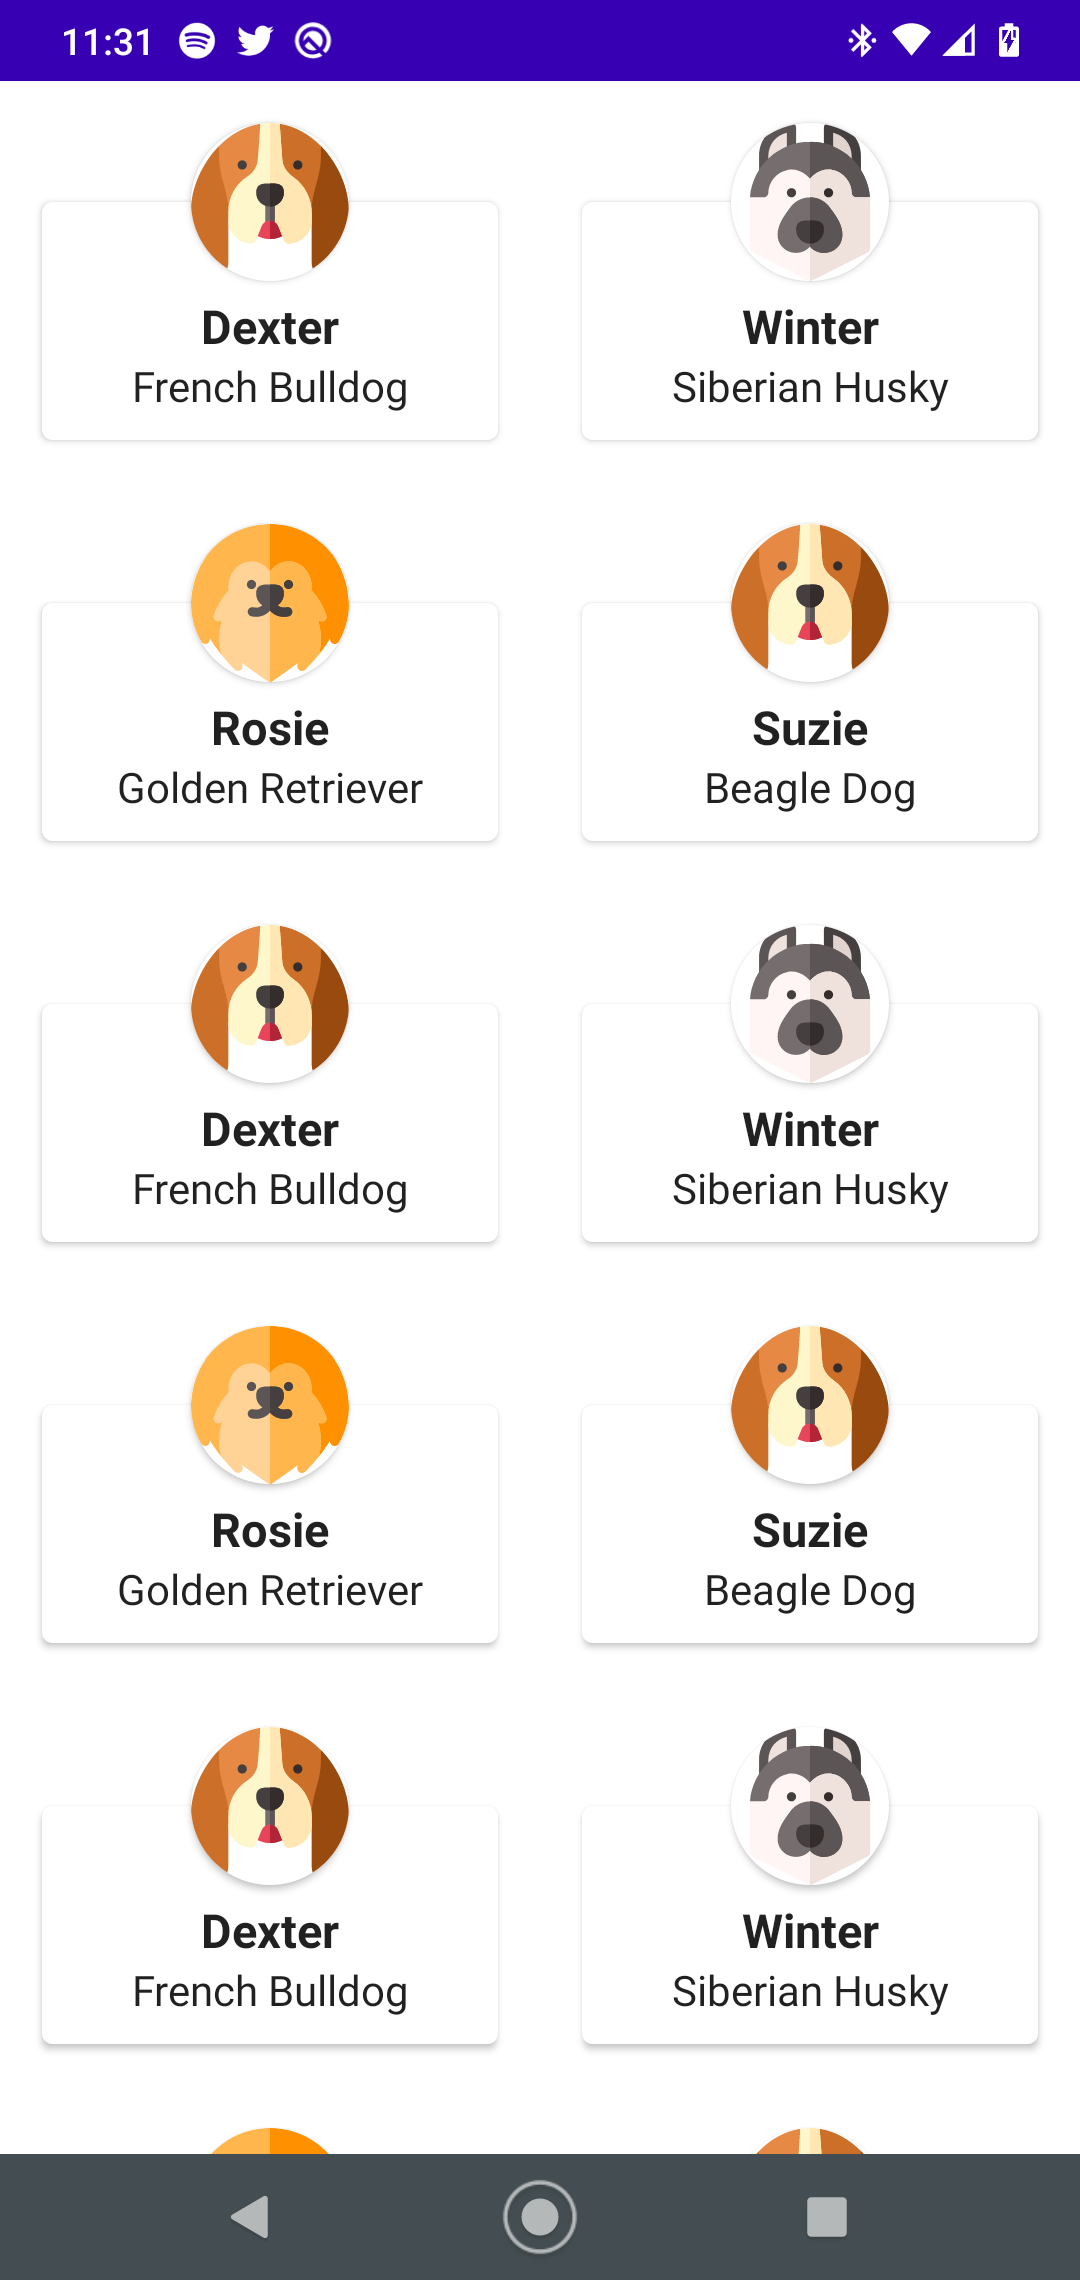 11:31
Dexter
French Bulldog
Winter
Siberian Husky
Rosie
Golden Retriever
Suzie
Beagle Dog
Dexter
French Bulldog
Winter
Siberian Husky
Rosie
Golden Retriever
Suzie
Beagle Dog
Dexter
French Bulldog
Winter
Siberian Husky